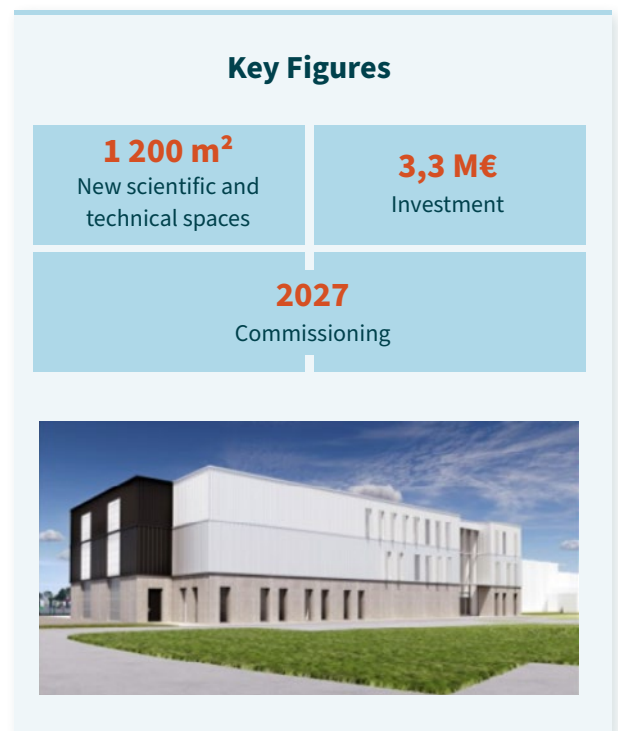 Key Figures
1 200 m²
New scientific and
technical spaces
3,3 M€
Investment
2027
Commissioning